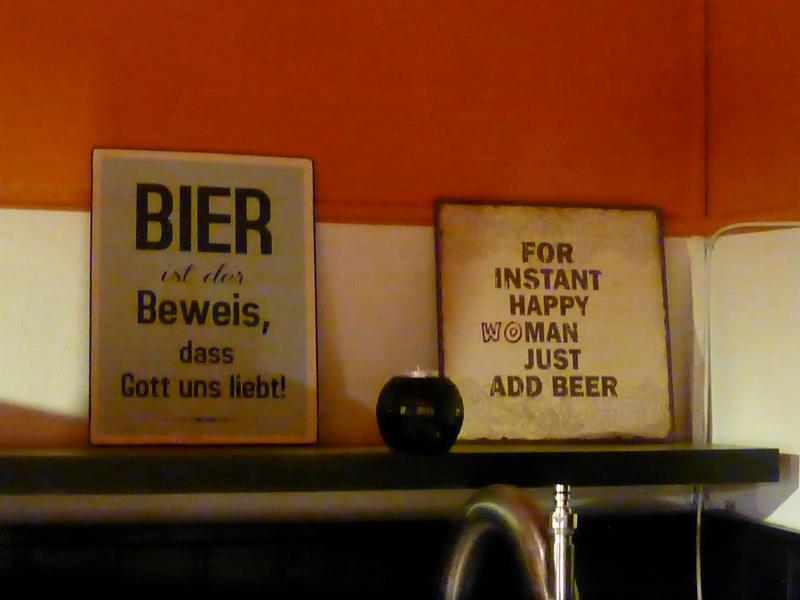 BIER
ist der
Beweis,
dass
Gott uns liebt!
FOR
INSTANT
HAPPY
WOMAN
JUST
ADD BEER